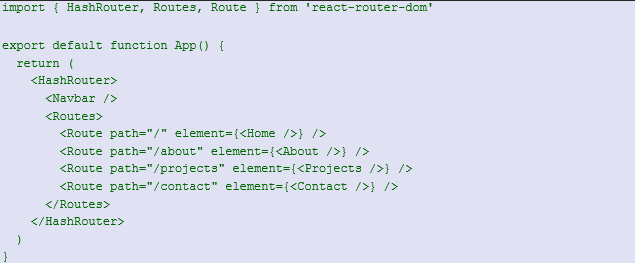 import { HashRouter, Routes, Route } from 'react-router-dom'

export default function App() {
  return (
    <HashRouter>
      <Navbar />
      <Routes>
        <Route path="/" element={<Home />} />
        <Route path="/about" element={<About />} />
        <Route path="/projects" element={<Projects />} />
        <Route path="/contact" element={<Contact />} />
      </Routes>
    </HashRouter>
  )
}